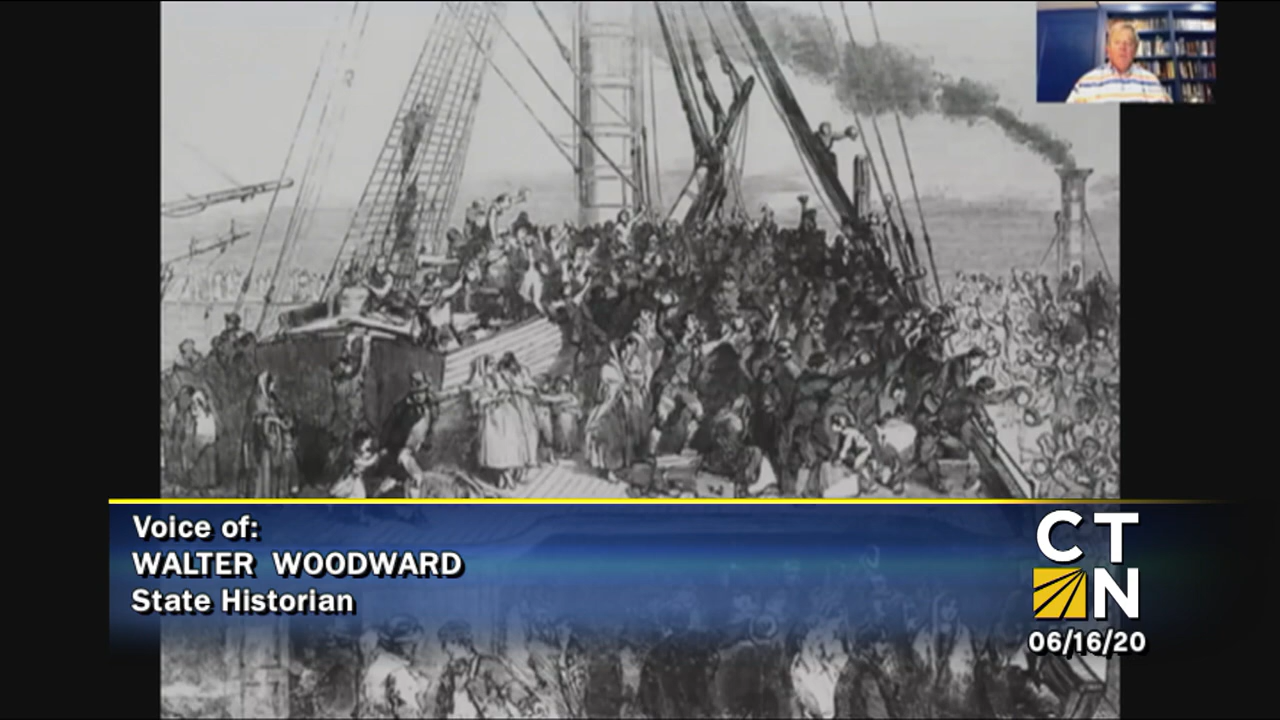 Voice of:
WALTER WOODWARD
State Historian
CT
N
06/16/20